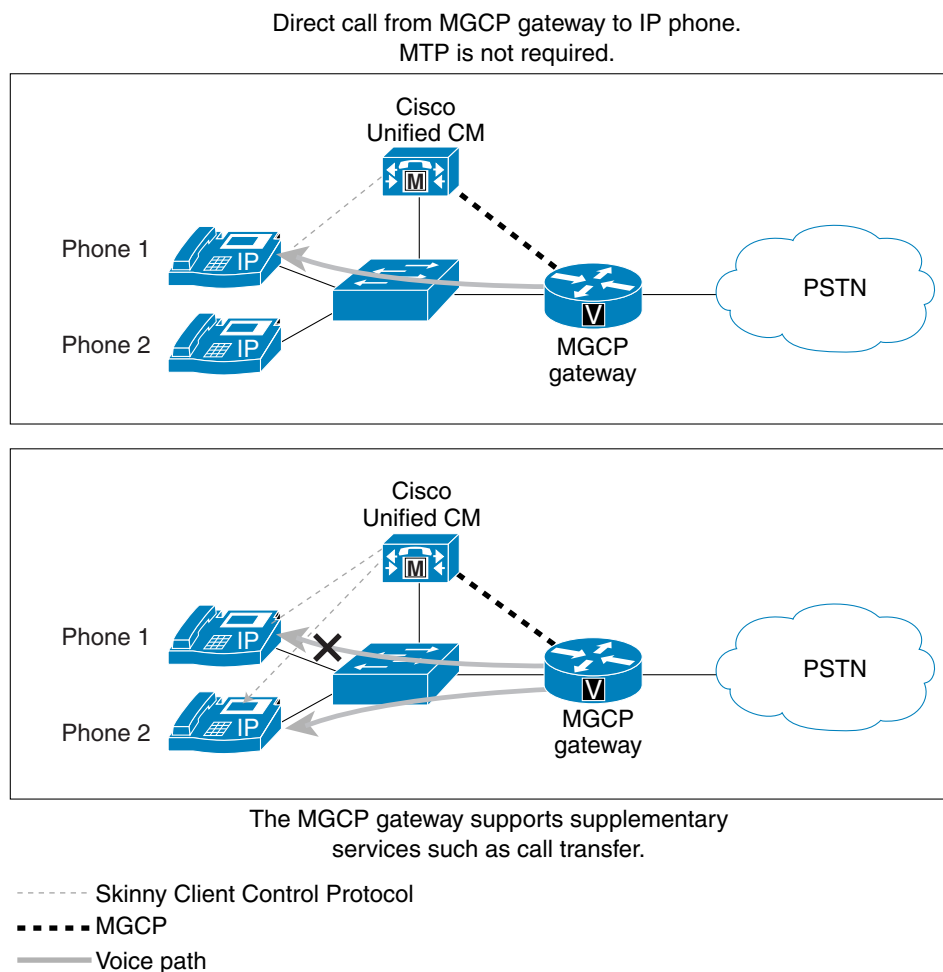 Direct call from MGCP gateway to IP phone.
MTP is not required.
Cisco
Unified CM
M
Phone 1
IP
Phone 2
IP
V
MGCP
gateway
PSTN
Cisco
Unified CM
M
Phone 1
IP
Phone 2
IP
V
MGCP
gateway
PSTN
The MGCP gateway supports supplementary
services such as call transfer.
Skinny Client Control Protocol
MGCP
Voice path